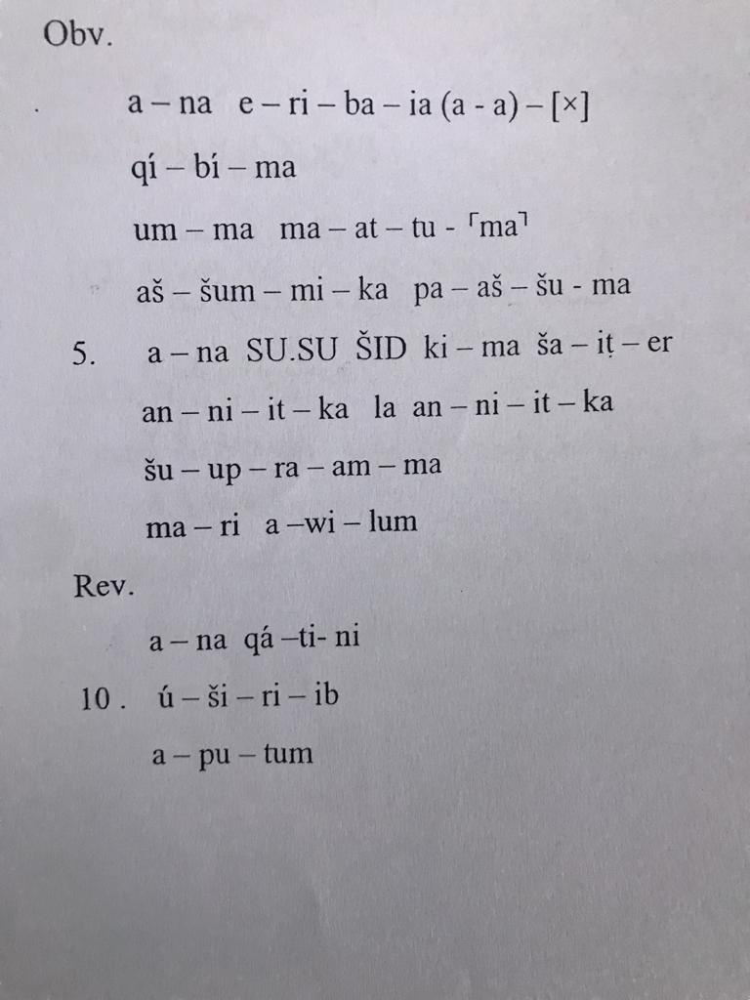 Obv.
a – na e – ri – ba – ia (a - a) – [×]
qí – bí – ma
um – ma ma – at – tu - ⸢ma⸣
aš – šum – mi – ka pa – aš – šu - ma
5. a – na SU.SU ŠID ki – ma ša – iṭ – er
an – ni – it – ka la an – ni – it – ka
šu – up – ra – am – ma
ma – ri a –wi – lum
Rev.
a – na qá –ti- ni
10 . ú – ši – ri – ib
a – pu – tum